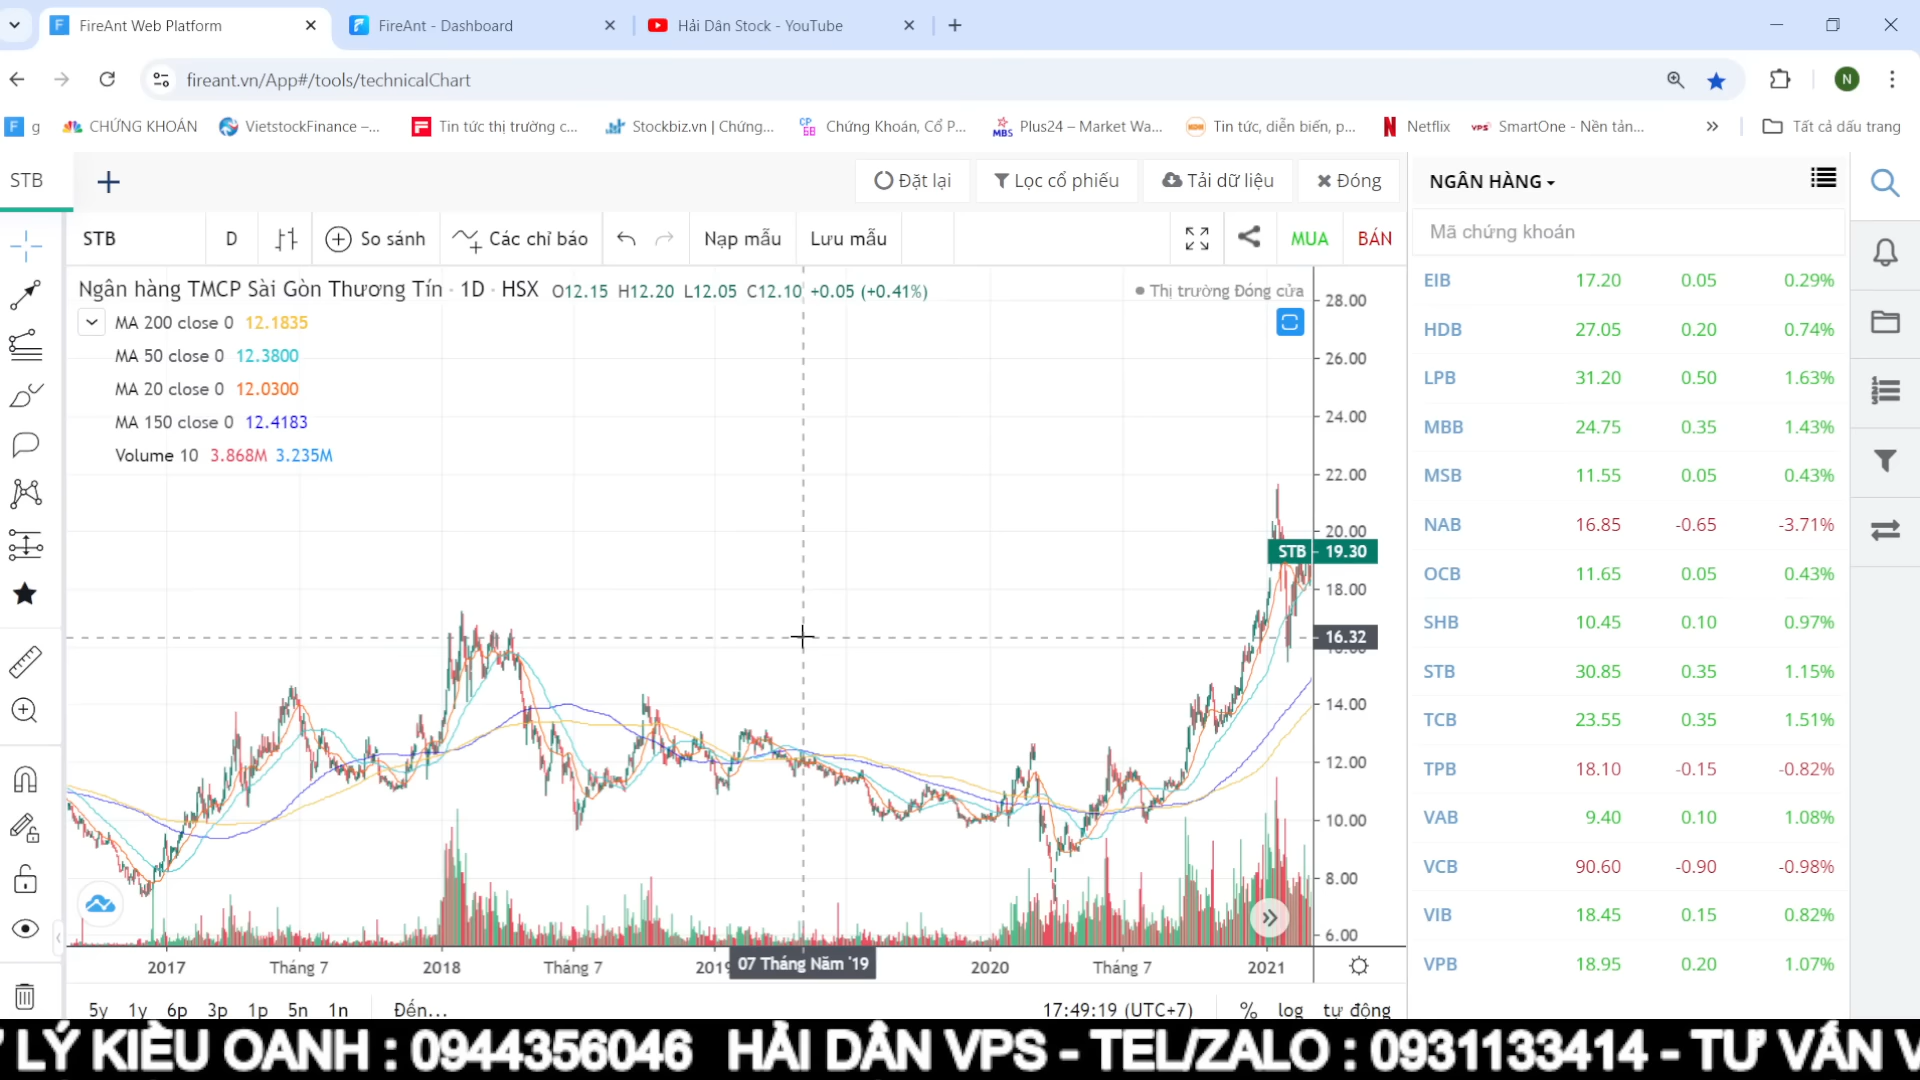 FireAnt Web Platform
FireAnt - Dashboard
Hải Dân Stock - YouTube
fireant.vn/App#/tools/technicalChart
N
g
CHỨNG KHOÁN
VietstockFinance –...
Tin tức thị trường c...
Stockbiz.vn | Chứng...
Chứng Khoán, Cổ P...
Plus24 – Market Wa...
Tin tức, diễn biến, p...
Netflix
SmartOne - Nền tản...
Tất cả dấu trang
STB
Đặt lại
Lọc cổ phiếu
Tải dữ liệu
Đóng
NGÂN HÀNG
STB
D
So sánh
Các chỉ báo
Nạp mẫu
Lưu mẫu
MUA
BÁN
Mã chứng khoán
Ngân hàng TMCP Sài Gòn Thương Tín · 1D · HSX O12.15 H12.20 L12.05 C12.10 +0.05 (+0.41%)
Thị trường Đóng cửa
MA 200 close 0 12.1835
MA 50 close 0 12.3800
MA 20 close 0 12.0300
MA 150 close 0 12.4183
Volume 10 3.868M 3.235M
28.00
26.00
24.00
22.00
20.00
STB 19.30
18.00
16.32
14.00
12.00
10.00
8.00
6.00
EIB 17.20 0.05 0.29%
HDB 27.05 0.20 0.74%
LPB 31.20 0.50 1.63%
MBB 24.75 0.35 1.43%
MSB 11.55 0.05 0.43%
NAB 16.85 -0.65 -3.71%
OCB 11.65 0.05 0.43%
SHB 10.45 0.10 0.97%
STB 30.85 0.35 1.15%
TCB 23.55 0.35 1.51%
TPB 18.10 -0.15 -0.82%
VAB 9.40 0.10 1.08%
VCB 90.60 -0.90 -0.98%
VIB 18.45 0.15 0.82%
VPB 18.95 0.20 1.07%
2017 Tháng 7 2018 Tháng 7 2019 07 Tháng Năm '19 2020 Tháng 7 2021
5y 1y 6p 3p 1p 5n 1n Đến...
17:49:19 (UTC+7) % log tự động
LÝ KIỀU OANH : 0944356046 HẢI DÂN VPS - TEL/ZALO : 0931133414 - TƯ VẤN V